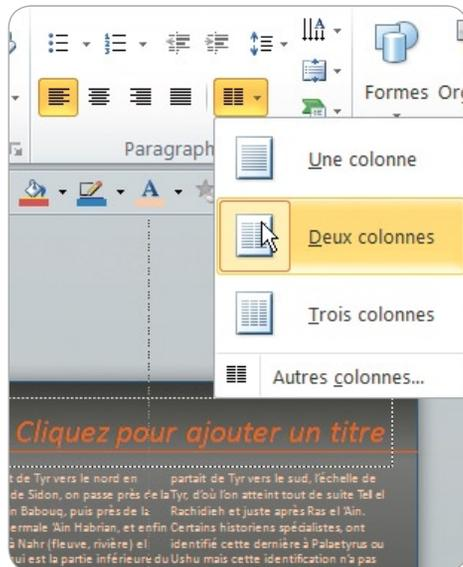 Formes
Paragraph
A
Une colonne
Deux colonnes
Trois colonnes
Autres colonnes...
Cliquez pour ajouter un titre
t de Tyr vers le nord en
de Sidon, on passe près de la
n Babouq, puis près de la
ermale 'Ain Habrian, et enfin
à Nahr (fleuve, rivière) el
ui est la partie inférieure du
partait de Tyr vers le sud, l'échelle de
Tyr, d'où l'on atteint tout de suite Tell el
Rachidieh et juste après Ras el 'Ain.
Certains historiens spécialistes, ont
identifié cette dernière à Palaetyrus ou
Ushu mais cette identification n'a pas